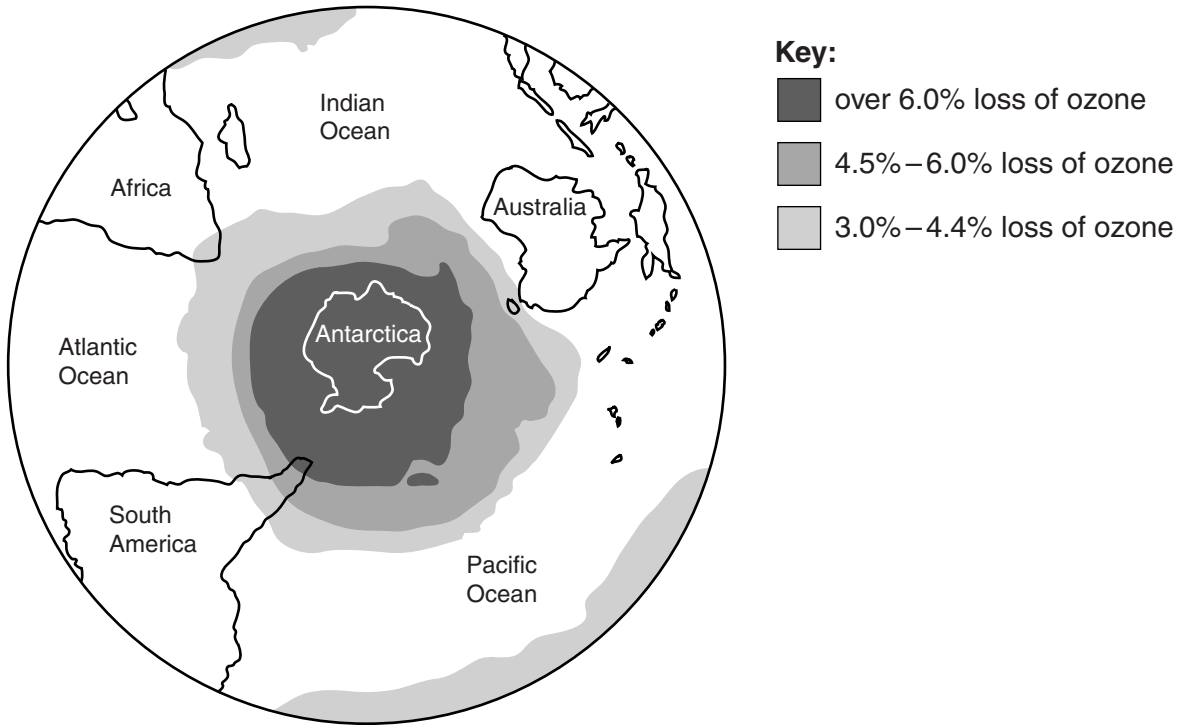 Indian
Ocean
Africa
Australia
Antarctica
Atlantic
Ocean
South
America
Pacific
Ocean
Key:
over 6.0% loss of ozone
4.5%–6.0% loss of ozone
3.0%–4.4% loss of ozone